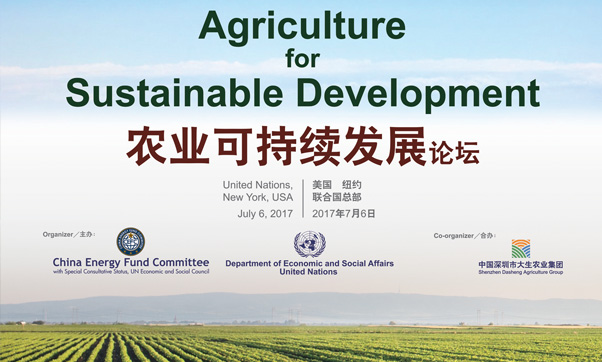 Agriculture
for
Sustainable Development
农业可持续发展论坛
United Nations,
New York, USA
July 6, 2017
美国 纽约
联合国总部
2017年7月6日
Organizer／主办：
China Energy Fund Committee
with Special Consultative Status, UN Economic and Social Council
Department of Economic and Social Affairs
United Nations
Co-organizer／合办：
中国深圳市大生农业集团
Shenzhen Dasheng Agriculture Group